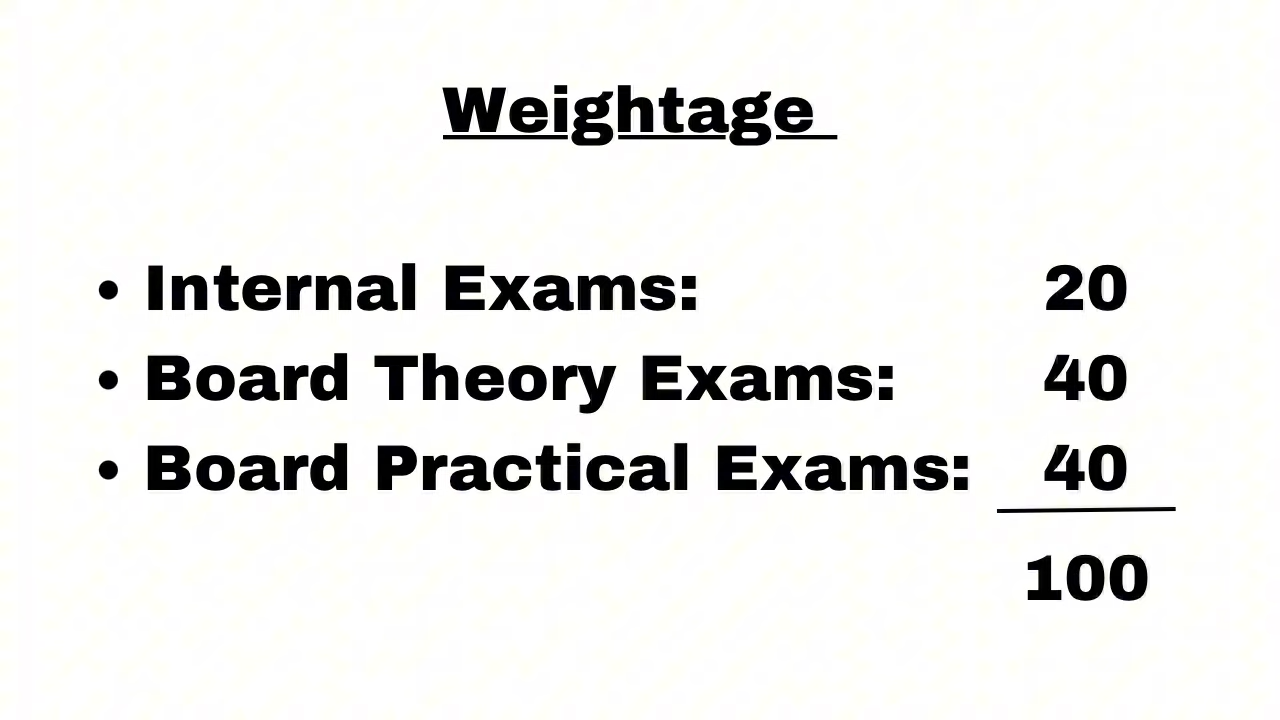 Weightage
• Internal Exams: 20
• Board Theory Exams: 40
• Board Practical Exams: 40
100